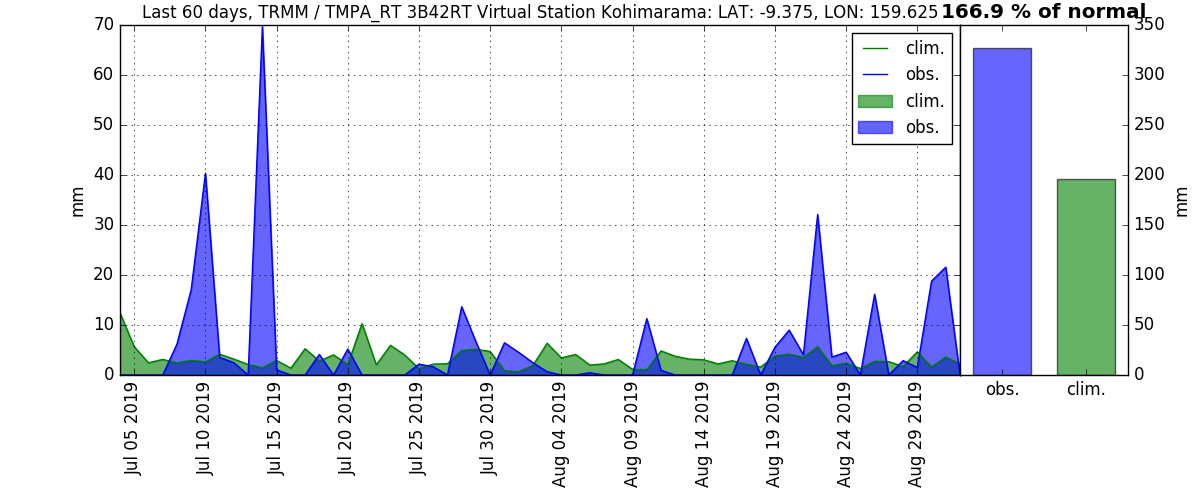 Last 60 days, TRMM / TMPA_RT 3B42RT Virtual Station Kohimarama: LAT: -9.375, LON: 159.625 166.9 % of normal
70
60
50
40
30
20
10
0
mm
clim.
obs.
clim.
obs.
350
300
250
200
150
100
50
0
mm
obs.
clim.
Jul 05 2019
Jul 10 2019
Jul 15 2019
Jul 20 2019
Jul 25 2019
Jul 30 2019
Aug 04 2019
Aug 09 2019
Aug 14 2019
Aug 19 2019
Aug 24 2019
Aug 29 2019